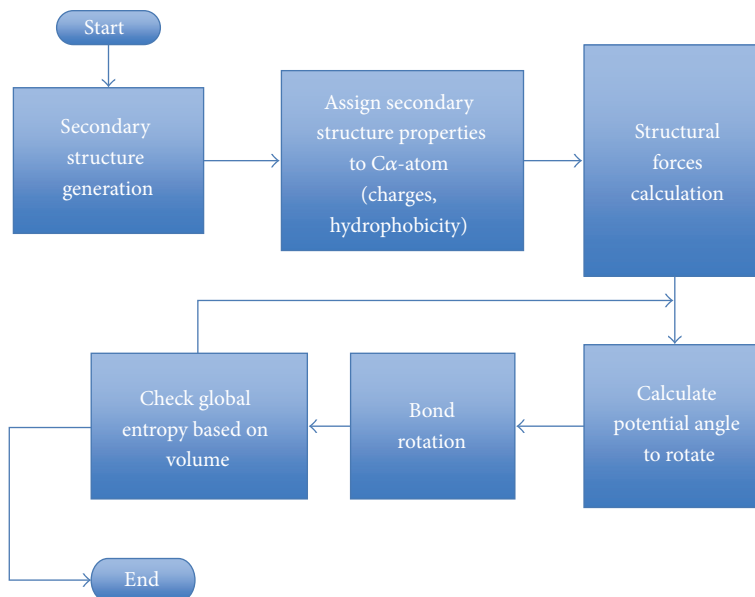 Start
Secondary
structure
generation
Assign secondary
structure properties
to Cα-atom
(charges,
hydrophobicity)
Structural
forces
calculation
Calculate
potential angle
to rotate
Bond
rotation
Check global
entropy based on
volume
End